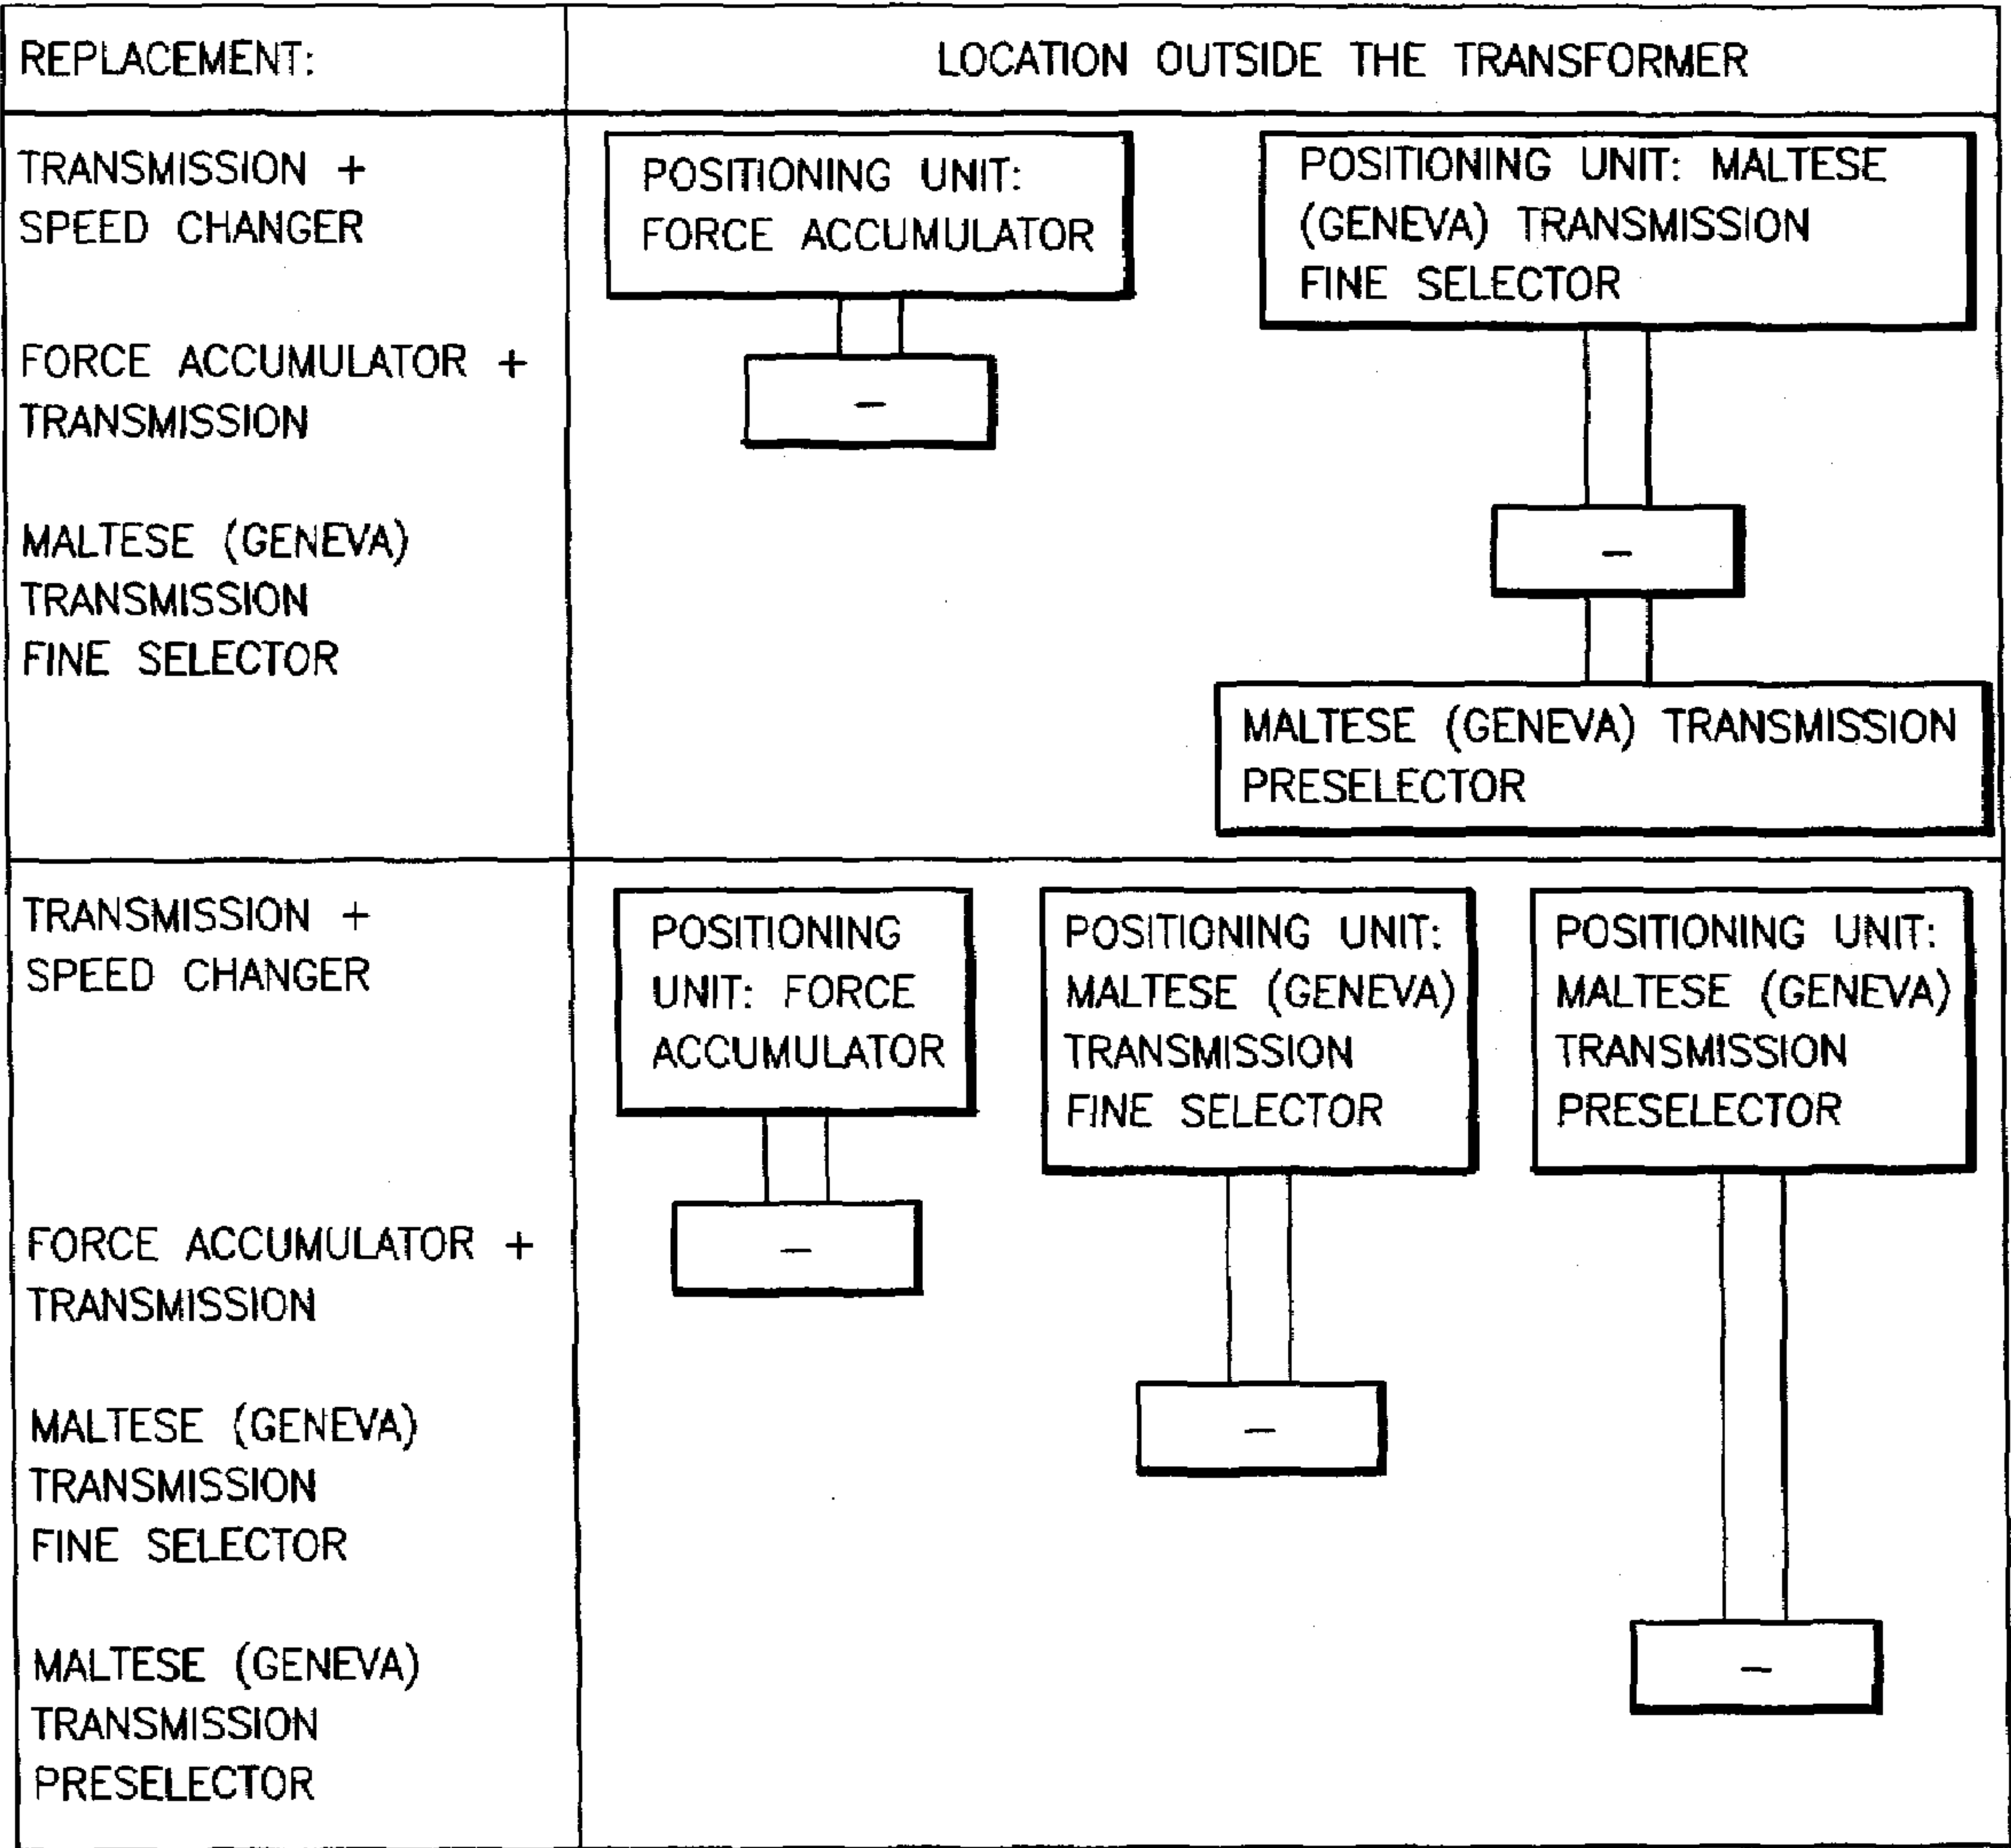 REPLACEMENT:
LOCATION OUTSIDE THE TRANSFORMER
TRANSMISSION +
SPEED CHANGER
FORCE ACCUMULATOR +
TRANSMISSION
MALTESE (GENEVA)
TRANSMISSION
FINE SELECTOR
POSITIONING UNIT:
FORCE ACCUMULATOR
–
POSITIONING UNIT: MALTESE
(GENEVA) TRANSMISSION
FINE SELECTOR
–
MALTESE (GENEVA) TRANSMISSION
PRESELECTOR
TRANSMISSION +
SPEED CHANGER
FORCE ACCUMULATOR +
TRANSMISSION
MALTESE (GENEVA)
TRANSMISSION
FINE SELECTOR
MALTESE (GENEVA)
TRANSMISSION
PRESELECTOR
POSITIONING
UNIT: FORCE
ACCUMULATOR
–
POSITIONING UNIT:
MALTESE (GENEVA)
TRANSMISSION
FINE SELECTOR
–
POSITIONING UNIT:
MALTESE (GENEVA)
TRANSMISSION
PRESELECTOR
–